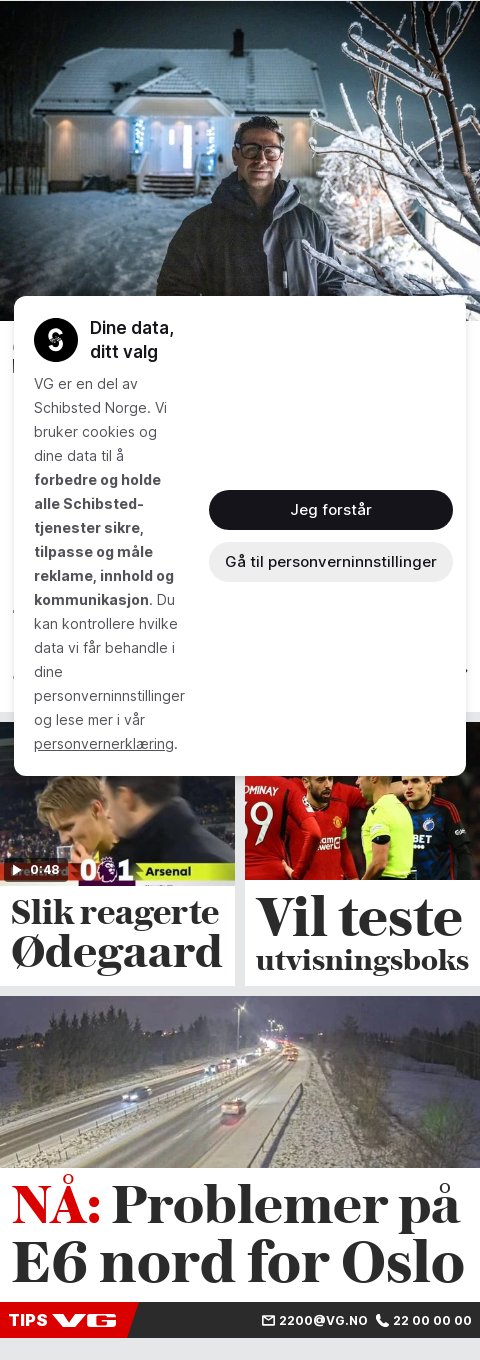 Dine data,
ditt valg
VG er en del av
Schibsted Norge. Vi
bruker cookies og
dine data til å
forbedre og holde
alle Schibsted-
tjenester sikre,
tilpasse og måle
reklame, innhold og
kommunikasjon. Du
kan kontrollere hvilke
data vi får behandle i
dine
personverninnstillinger
og lese mer i vår
personvernerklæring.
Jeg forstår
Gå til personverninnstillinger
0:48
0 1 Arsenal
Slik reagerte
Ødegaard
OMINAY
39
Vil teste
utvisningsboks
NÅ: Problemer på
E6 nord for Oslo
TIPS VG
2200@VG.NO 22 00 00 00